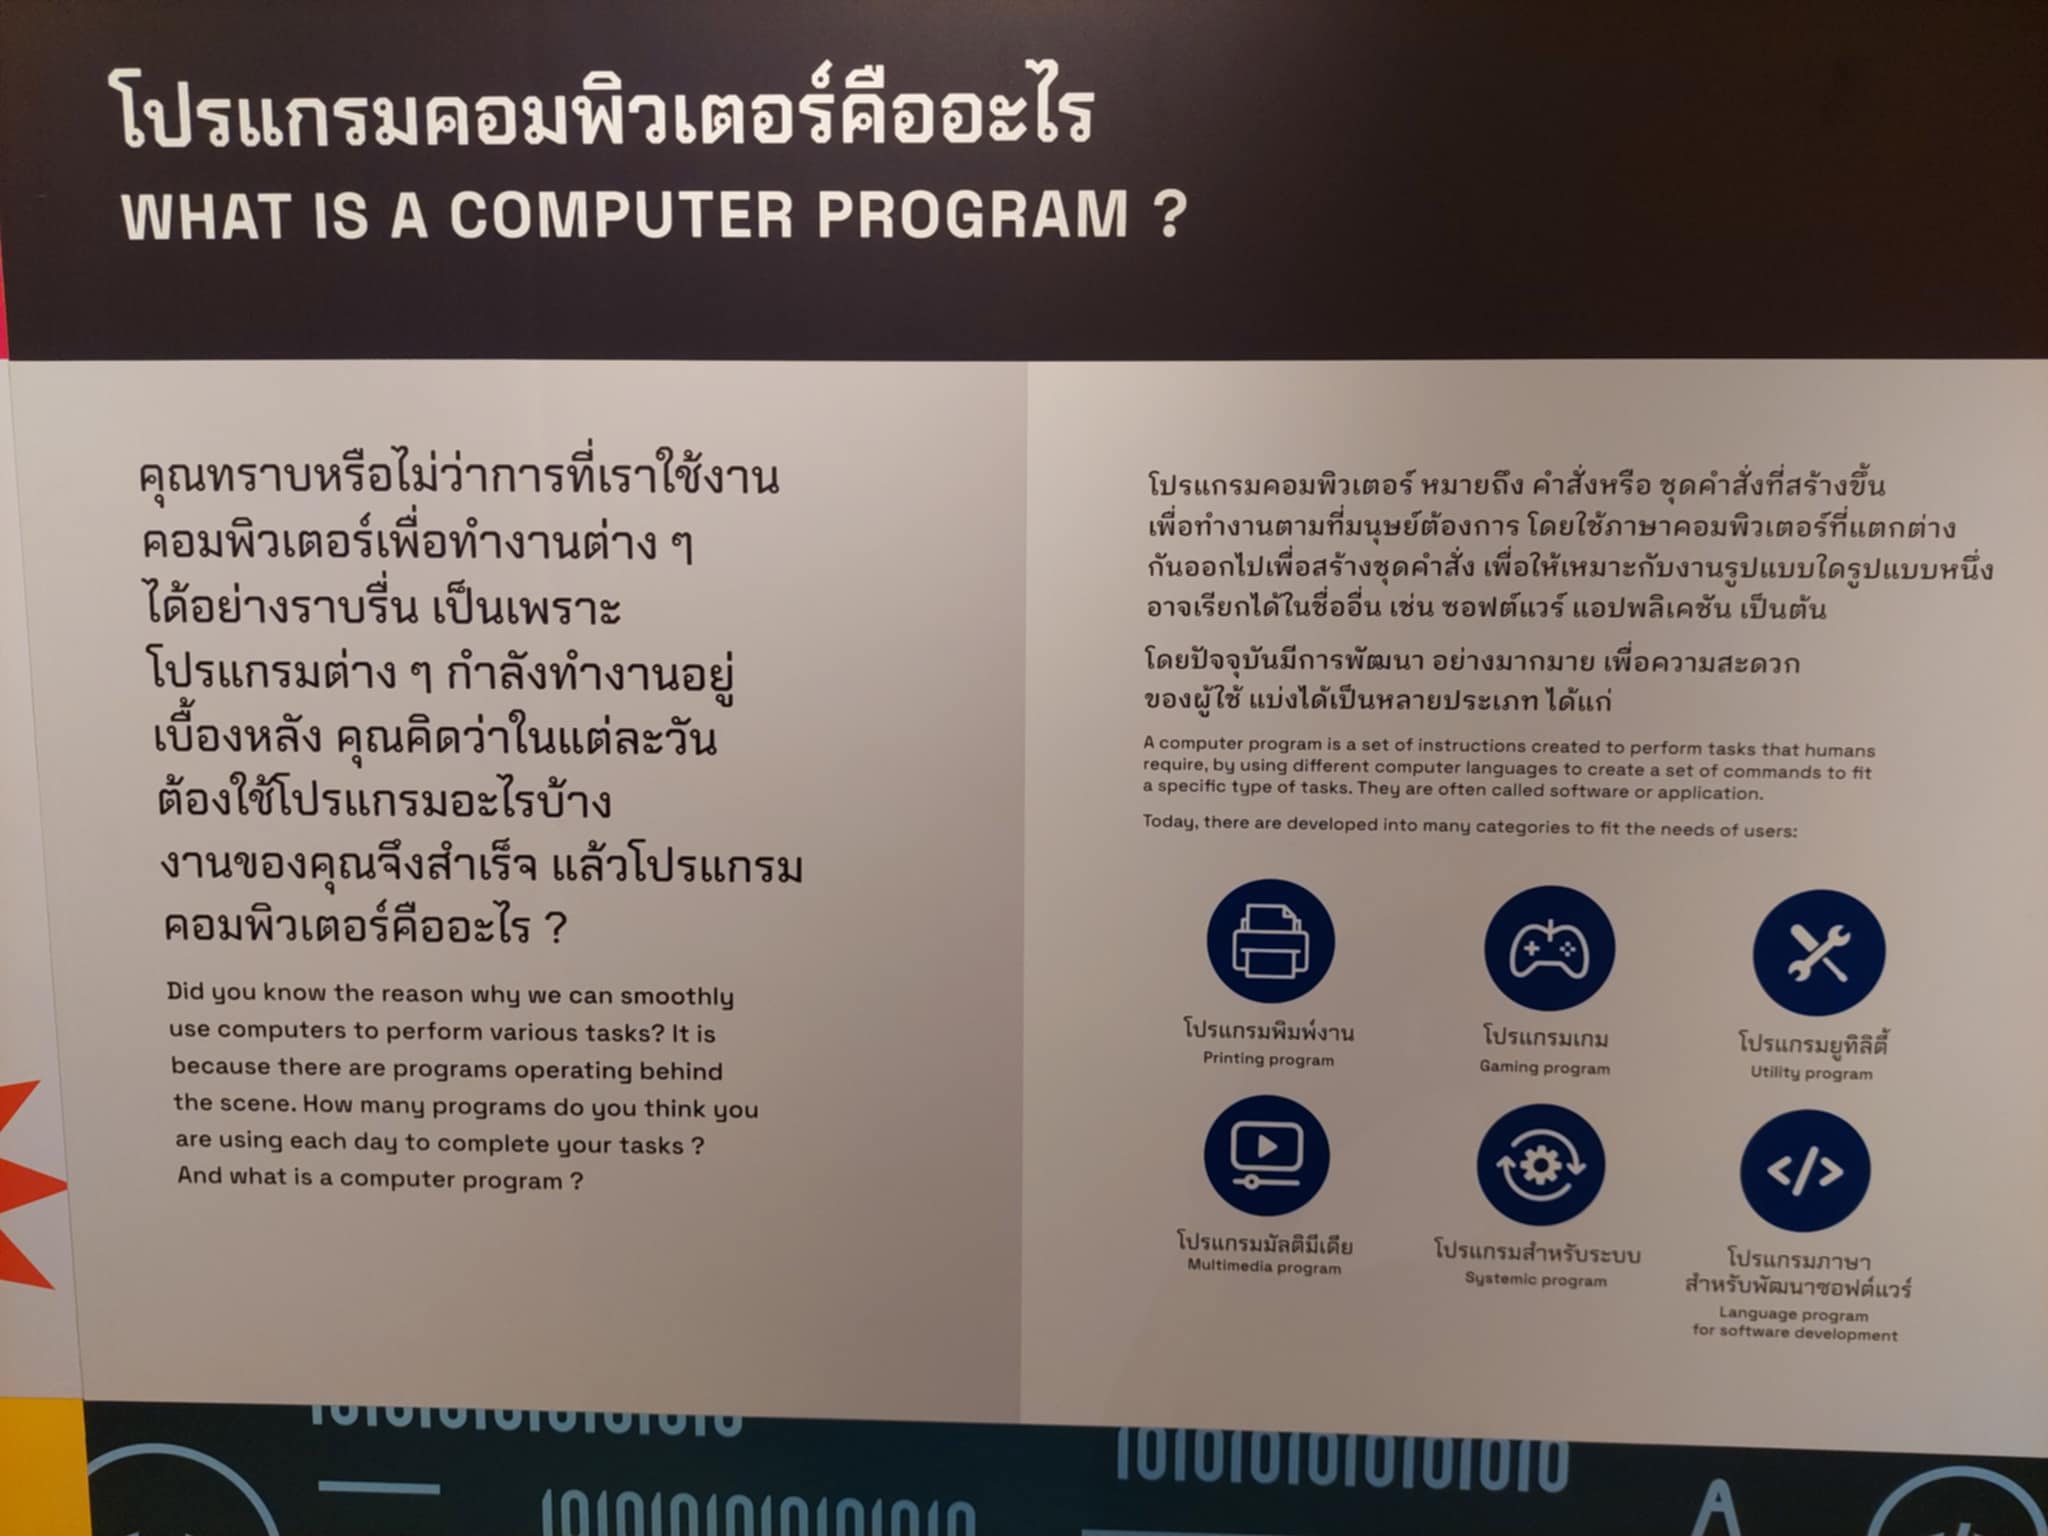 โปรแกรมคอมพิวเตอร์คืออะไร
WHAT IS A COMPUTER PROGRAM ?
คุณทราบหรือไม่ว่าการที่เราใช้งาน
คอมพิวเตอร์เพื่อทำงานต่าง ๆ
ได้อย่างราบรื่น เป็นเพราะ
โปรแกรมต่าง ๆ กำลังทำงานอยู่
เบื้องหลัง คุณคิดว่าในแต่ละวัน
ต้องใช้โปรแกรมอะไรบ้าง
งานของคุณจึงสำเร็จ แล้วโปรแกรม
คอมพิวเตอร์คืออะไร ?
Did you know the reason why we can smoothly
use computers to perform various tasks? It is
because there are programs operating behind
the scene. How many programs do you think you
are using each day to complete your tasks ?
And what is a computer program ?
โปรแกรมคอมพิวเตอร์ หมายถึง คำสั่งหรือ ชุดคำสั่งที่สร้างขึ้น
เพื่อทำงานตามที่มนุษย์ต้องการ โดยใช้ภาษาคอมพิวเตอร์ที่แตกต่าง
กันออกไปเพื่อสร้างชุดคำสั่ง เพื่อให้เหมาะกับงานรูปแบบใดรูปแบบหนึ่ง
อาจเรียกได้ในชื่ออื่น เช่น ซอฟต์แวร์ แอปพลิเคชัน เป็นต้น
โดยปัจจุบันมีการพัฒนา อย่างมากมาย เพื่อความสะดวก
ของผู้ใช้ แบ่งได้เป็นหลายประเภท ได้แก่
A computer program is a set of instructions created to perform tasks that humans
require, by using different computer languages to create a set of commands to fit
a specific type of tasks. They are often called software or application.
Today, there are developed into many categories to fit the needs of users:
โปรแกรมพิมพ์งาน
Printing program
โปรแกรมเกม
Gaming program
โปรแกรมยูทิลิตี้
Utility program
โปรแกรมมัลติมีเดีย
Multimedia program
โปรแกรมสำหรับระบบ
Systemic program
</>
โปรแกรมภาษา
สำหรับพัฒนาซอฟต์แวร์
Language program
for software development
101010101010101010
1010101010101010
1010101010101010
A